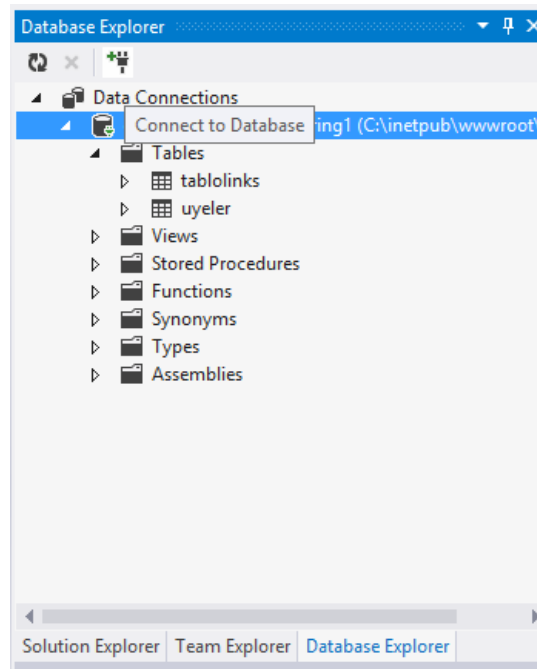 Database Explorer
Data Connections
Connect to Database ring1 (C:\inetpub\wwwroot\
Tables
tablolinks
uyeler
Views
Stored Procedures
Functions
Synonyms
Types
Assemblies
Solution Explorer Team Explorer Database Explorer